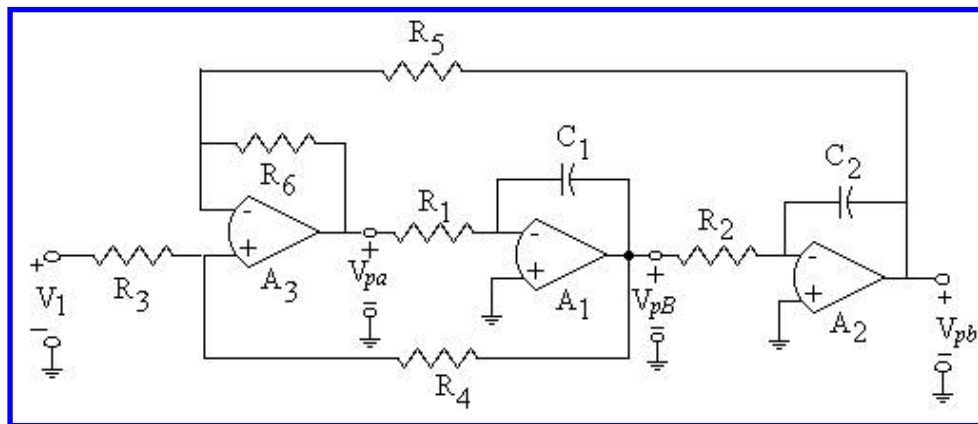 R5
R6
C1
C2
R1
R2
-
+
A3
-
+
A1
-
+
A2
+
V1
-
R3
+
Vpa
-
+
VpB
-
+
Vpb
-
R4